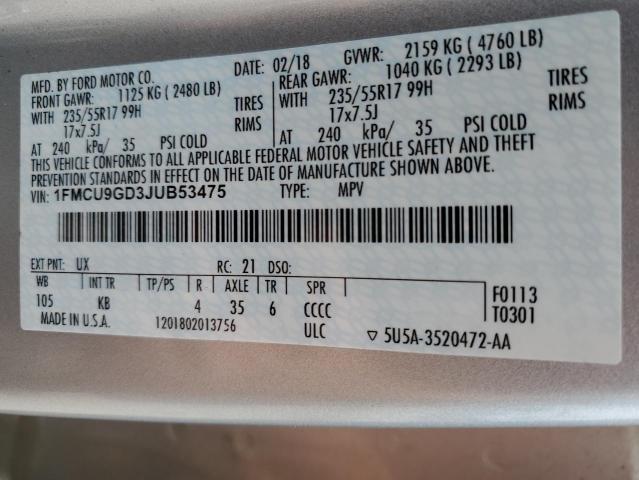 MFD. BY FORD MOTOR CO. DATE: 02/18 GVWR: 2159 KG ( 4760 LB)
FRONT GAWR: 1125 KG ( 2480 LB) REAR GAWR: 1040 KG ( 2293 LB)
WITH 235/55R17 99H TIRES WITH 235/55R17 99H TIRES
17x7.5J RIMS 17x7.5J RIMS
AT 240 kPa/ 35 PSI COLD AT 240 kPa/ 35 PSI COLD
THIS VEHICLE CONFORMS TO ALL APPLICABLE FEDERAL MOTOR VEHICLE SAFETY AND THEFT
PREVENTION STANDARDS IN EFFECT ON THE DATE OF MANUFACTURE SHOWN ABOVE.
VIN: 1FMCU9GD3JUB53475 TYPE: MPV
EXT PNT: UX RC: 21 DSO:
WB INT TR TP/PS R AXLE TR SPR
105 KB 4 35 6 CCCC
F0113
T0301
MADE IN U.S.A. 1201802013756 ULC ▽ 5U5A-3520472-AA